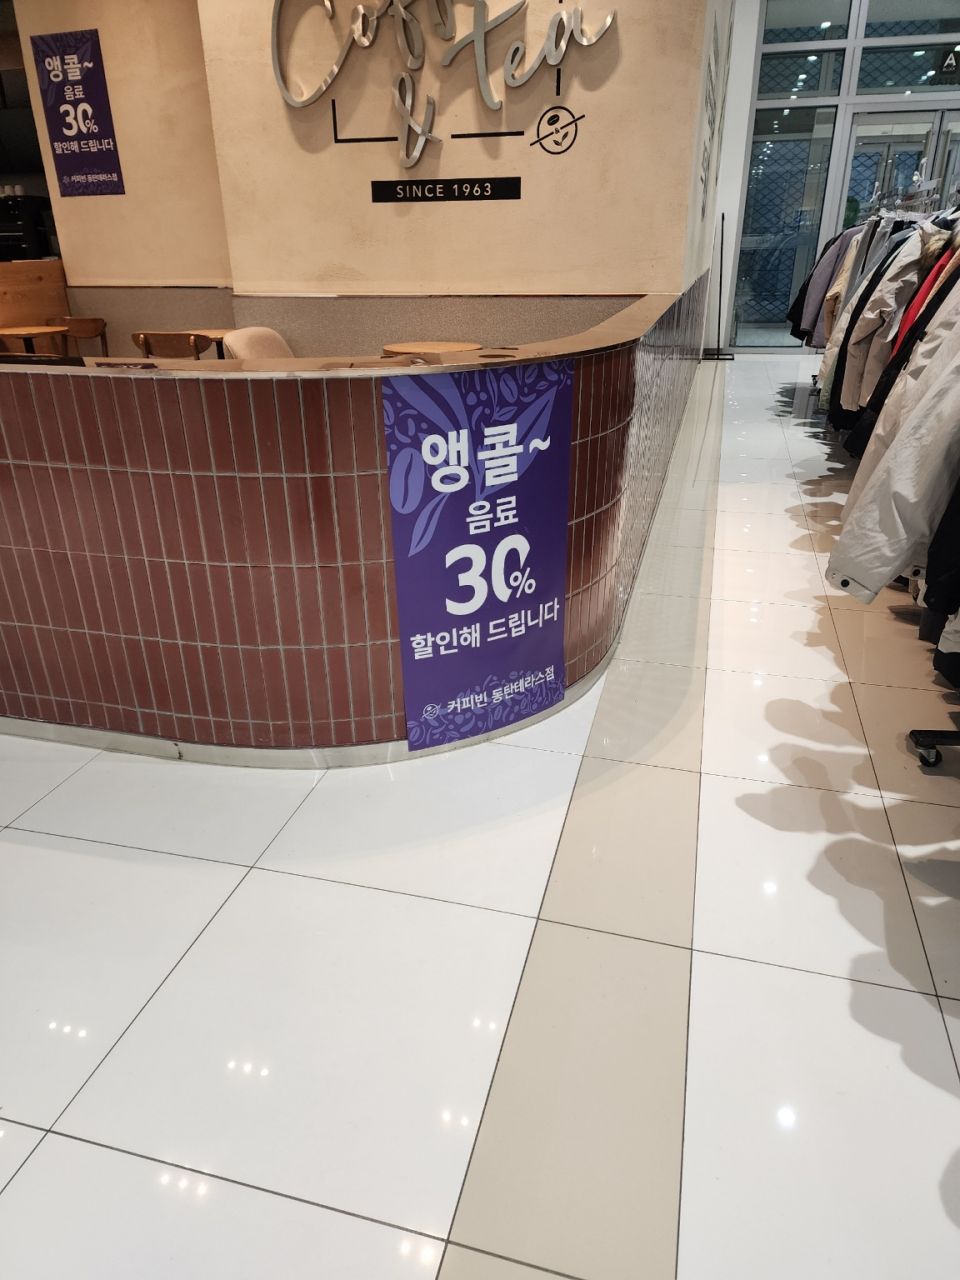 Coffee
& tea
SINCE 1963
앵콜~
음료
30%
할인해 드립니다
커피빈 동탄테라스점
앵콜~
음료
30%
할인해 드립니다
커피빈 동탄테라스점
A